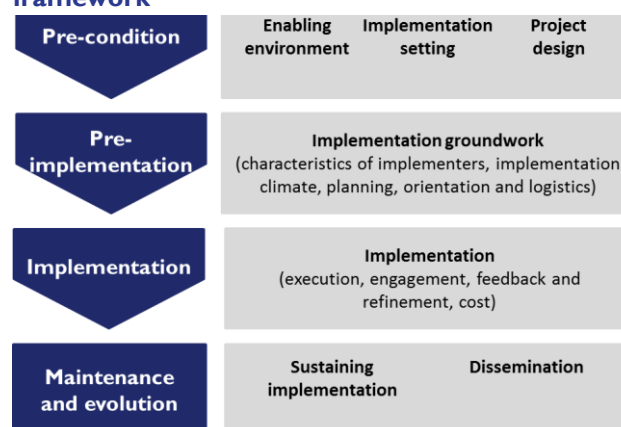 framework
Pre-condition
Enabling environment
Implementation setting
Project design
Pre-
implementation
Implementation groundwork
(characteristics of implementers, implementation
climate, planning, orientation and logistics)
Implementation
Implementation
(execution, engagement, feedback and
refinement, cost)
Maintenance
and evolution
Sustaining
implementation
Dissemination